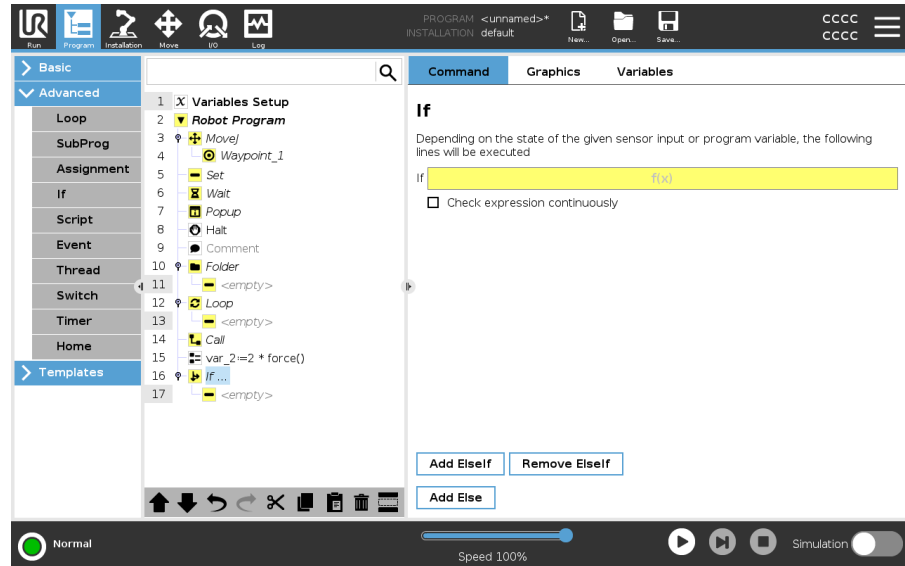 PROGRAM <unnamed>*
INSTALLATION default
cccc
cccc
UR
Run
Program
Installation
Move
I/O
Log
New...
Open...
Save...
Basic
Advanced
Loop
SubProg
Assignment
If
Script
Event
Thread
Switch
Timer
Home
Templates
1 X Variables Setup
2 Robot Program
3 MoveJ
4 Waypoint_1
5 Set
6 Wait
7 Popup
8 Halt
9 Comment
10 Folder
11 <empty>
12 Loop
13 <empty>
14 Call
15 var_2:=2 * force()
16 If ...
17 <empty>
Command Graphics Variables
If
Depending on the state of the given sensor input or program variable, the following
lines will be executed
If f(x)
Check expression continuously
Add ElseIf Remove ElseIf
Add Else
Normal
Speed 100%
Simulation